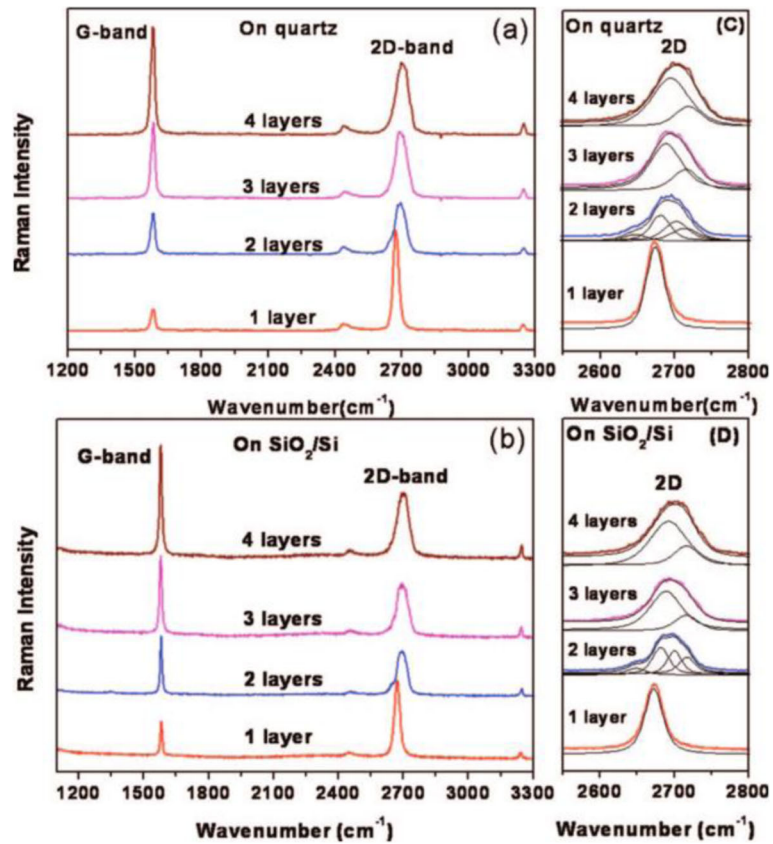 G-band On quartz (a)
2D-band
4 layers
3 layers
2 layers
1 layer
Raman Intensity
1200 1500 1800 2100 2400 2700 3000 3300
Wavenumber(cm⁻¹)
On quartz (C)
2D
4 layers
3 layers
2 layers
1 layer
2600 2700 2800
Wavenumber(cm⁻¹)
On SiO₂/Si (b)
G-band
2D-band
4 layers
3 layers
2 layers
1 layer
Raman Intensity
1200 1500 1800 2100 2400 2700 3000 3300
Wavenumber (cm⁻¹)
On SiO₂/Si (D)
2D
4 layers
3 layers
2 layers
1 layer
2600 2700 2800
Wavenumber (cm⁻¹)